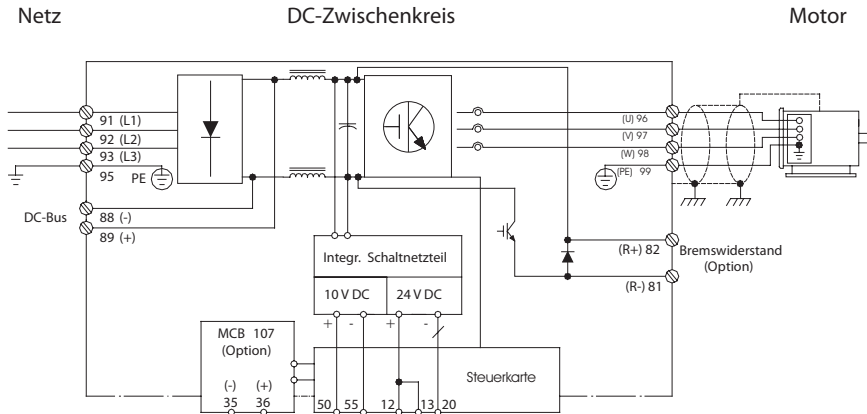 Netz
DC-Zwischenkreis
Motor
91 (L1)
92 (L2)
93 (L3)
95 PE
DC-Bus
88 (-)
89 (+)
(U) 96
(V) 97
(W) 98
(PE) 99
(R+) 82
Bremswiderstand
(Option)
(R-) 81
Integr. Schaltnetzteil
10 V DC
24 V DC
+ - + -
MCB 107
(Option)
Steuerkarte
(-) (+)
35 36
50 55 12 13 20